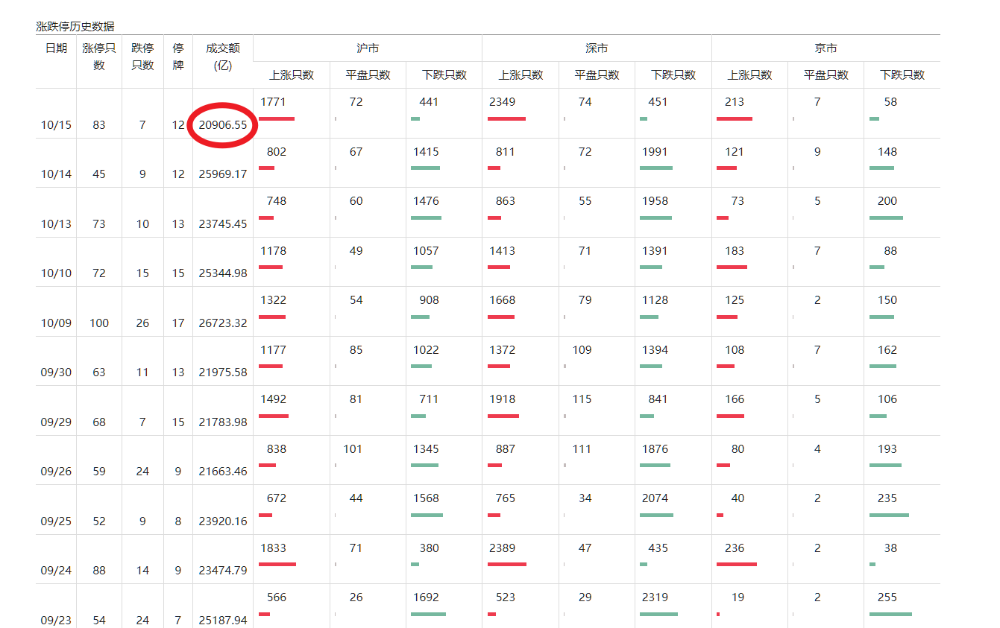 涨跌停历史数据
日期 涨停只数 跌停只数 停牌 成交额(亿) 沪市 深市 京市
上涨只数 平盘只数 下跌只数 上涨只数 平盘只数 下跌只数 上涨只数 平盘只数 下跌只数
10/15 83 7 12 20906.55 1771 72 441 2349 74 451 213 7 58
10/14 45 9 12 25969.17 802 67 1415 811 72 1991 121 9 148
10/13 73 10 13 23745.45 748 60 1476 863 55 1958 73 5 200
10/10 72 15 15 25344.98 1178 49 1057 1413 71 1391 183 7 88
10/09 100 26 17 26723.32 1322 54 908 1668 79 1128 125 2 150
09/30 63 11 13 21975.58 1177 85 1022 1372 109 1394 108 7 162
09/29 68 7 15 21783.98 1492 81 711 1918 115 841 166 5 106
09/26 59 24 9 21663.46 838 101 1345 887 111 1876 80 4 193
09/25 52 9 8 23920.16 672 44 1568 765 34 2074 40 2 235
09/24 88 14 9 23474.79 1833 71 380 2389 47 435 236 2 38
09/23 54 24 7 25187.94 566 26 1692 523 29 2319 19 2 255